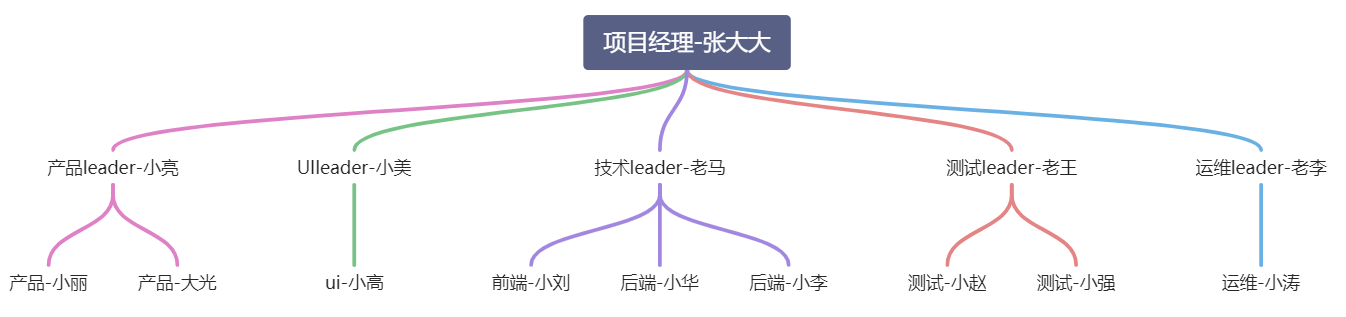 项目经理-张大大
产品leader-小亮
UIleader-小美
技术leader-老马
测试leader-老王
运维leader-老李
产品-小丽
产品-大光
ui-小高
前端-小刘
后端-小华
后端-小李
测试-小赵
测试-小强
运维-小涛